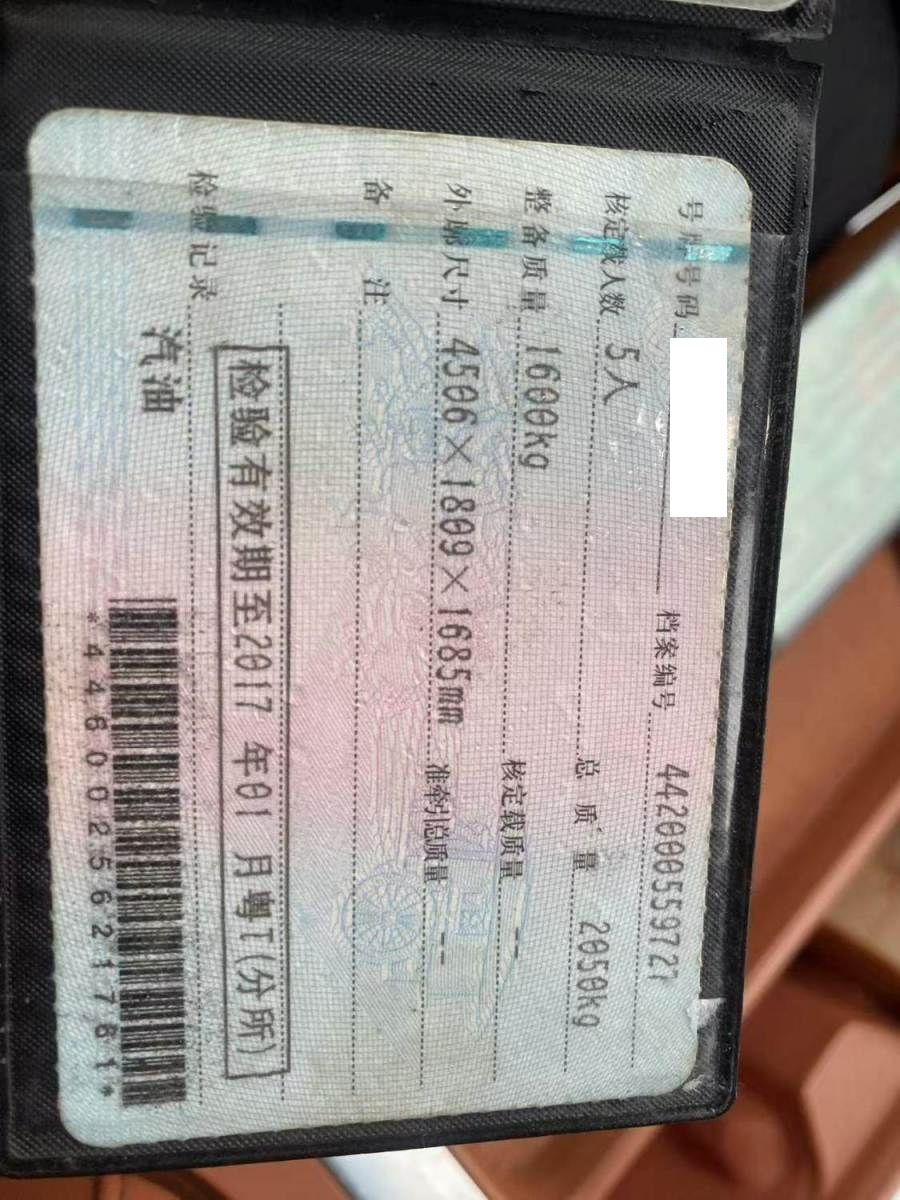 号牌号码 档案编号 442000559727
核定载人数 5人 总质量 2050kg
整备质量 1600kg 核定载质量 --
外廓尺寸 4506×1809×1685mm 准牵引总质量 ---
备注
检验有效期至2017年01月粤T(分所)
检验记录
汽油
*4460025621761*